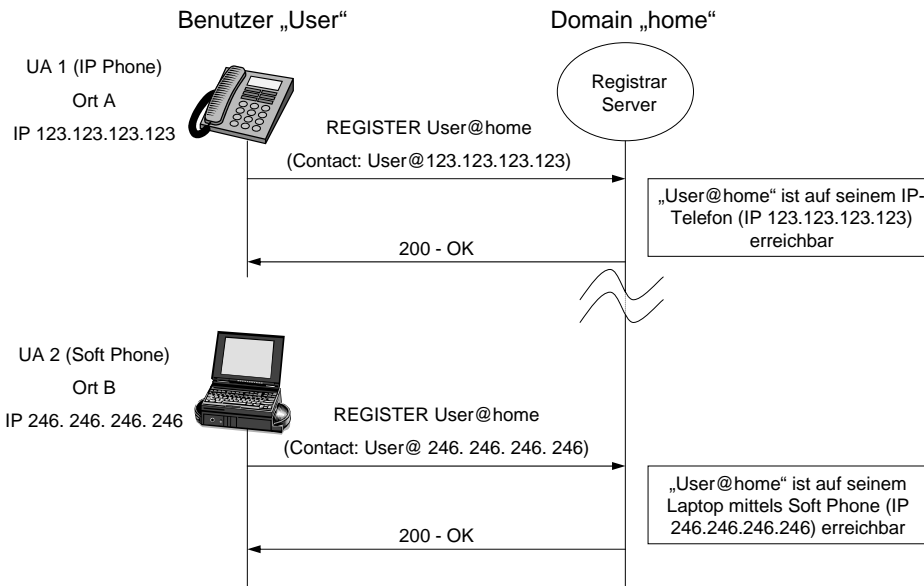 Benutzer „User“
Domain „home“
UA 1 (IP Phone)
Ort A
IP 123.123.123.123
Registrar
Server
REGISTER User@home
(Contact: User@123.123.123.123)
„User@home“ ist auf seinem IP-
Telefon (IP 123.123.123.123)
erreichbar
200 - OK
UA 2 (Soft Phone)
Ort B
IP 246. 246. 246. 246
REGISTER User@home
(Contact: User@ 246. 246. 246. 246)
„User@home“ ist auf seinem
Laptop mittels Soft Phone (IP
246.246.246.246) erreichbar
200 - OK